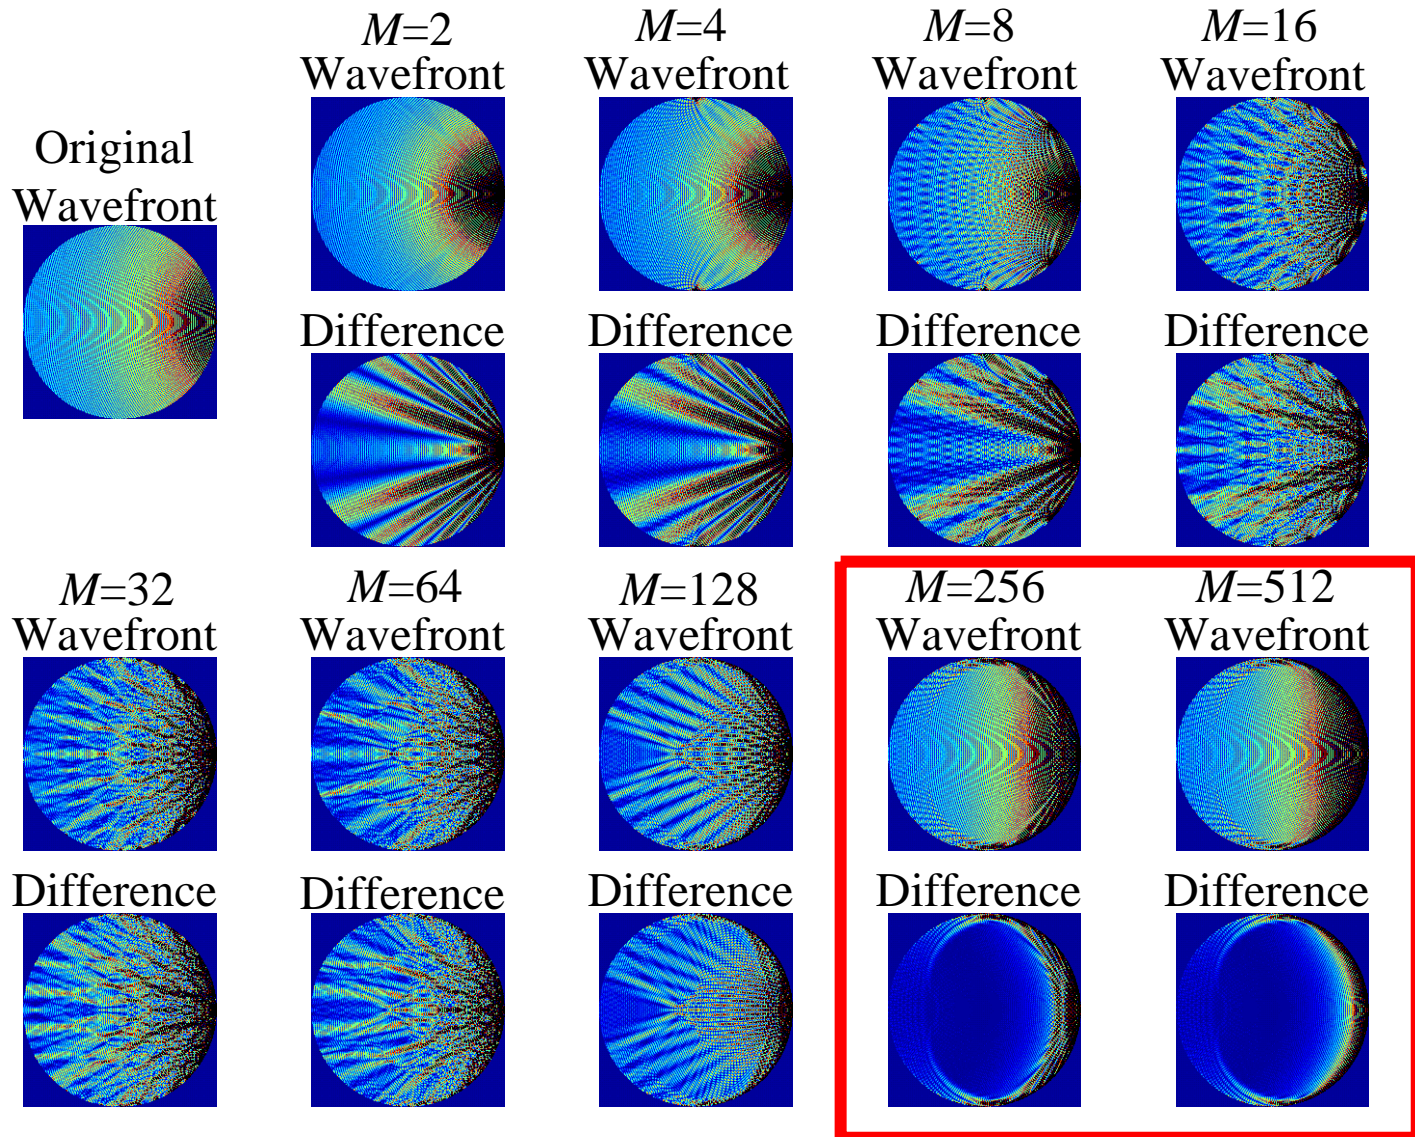 M=2
Wavefront
M=4
Wavefront
M=8
Wavefront
M=16
Wavefront
Original
Wavefront
Difference
Difference
Difference
Difference
M=32
Wavefront
M=64
Wavefront
M=128
Wavefront
M=256
Wavefront
M=512
Wavefront
Difference
Difference
Difference
Difference
Difference